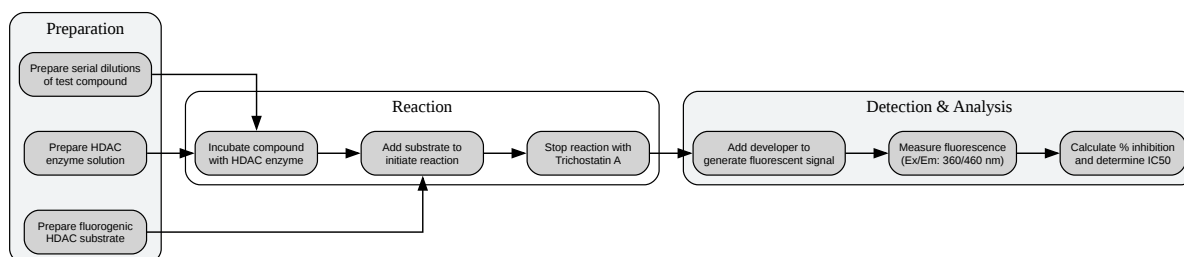 Preparation
Prepare serial dilutions
of test compound
Prepare HDAC
enzyme solution
Prepare fluorogenic
HDAC substrate
Reaction
Incubate compound
with HDAC enzyme
Add substrate to
initiate reaction
Stop reaction with
Trichostatin A
Detection & Analysis
Add developer to
generate fluorescent signal
Measure fluorescence
(Ex/Em: 360/460 nm)
Calculate % inhibition
and determine IC50